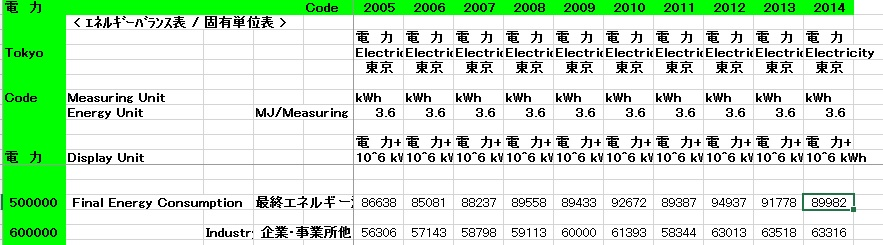 電 力 Code 2005 2006 2007 2008 2009 2010 2011 2012 2013 2014
< ｴﾈﾙｷﾞｰﾊﾞﾗﾝｽ表 / 固有単位表 >
電 力 電 力 電 力 電 力 電 力 電 力 電 力 電 力 電 力 電 力
Tokyo Electric Electric Electric Electric Electric Electric Electric Electric Electric Electricity
東京 東京 東京 東京 東京 東京 東京 東京 東京 東京
Code Measuring Unit kWh kWh kWh kWh kWh kWh kWh kWh kWh kWh
Energy Unit MJ/Measuring 3.6 3.6 3.6 3.6 3.6 3.6 3.6 3.6 3.6 3.6
電 力+ 電 力+ 電 力+ 電 力+ 電 力+ 電 力+ 電 力+ 電 力+ 電 力+ 電 力+
電 力 Display Unit 10^6 kW 10^6 kW 10^6 kW 10^6 kW 10^6 kW 10^6 kW 10^6 kW 10^6 kW 10^6 kW 10^6 kWh
500000 Final Energy Consumption 最終エネルギー 86638 85081 88237 89558 89433 92672 89387 94937 91778 89982
600000 Industry 企業･事業所他 56306 57143 58798 59113 60000 61393 58344 63013 63518 63316